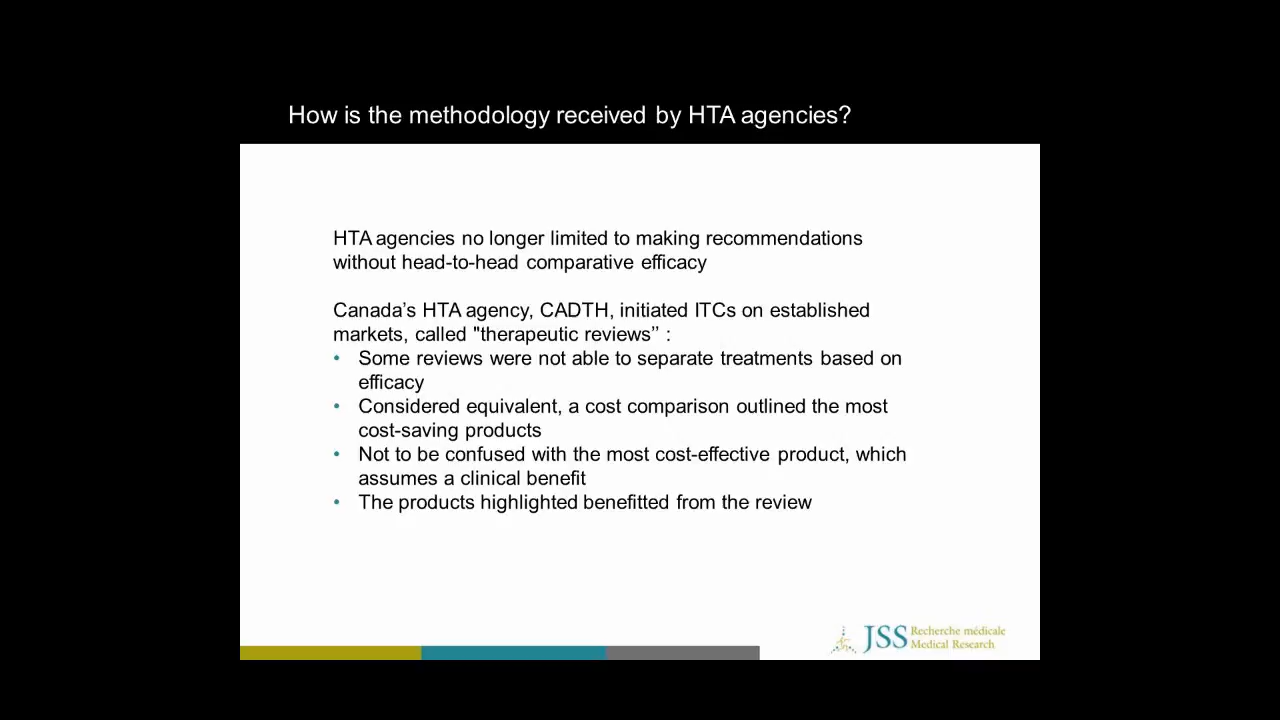 How is the methodology received by HTA agencies?
HTA agencies no longer limited to making recommendations
without head-to-head comparative efficacy
Canada’s HTA agency, CADTH, initiated ITCs on established
markets, called "therapeutic reviews’’ :
• Some reviews were not able to separate treatments based on
efficacy
• Considered equivalent, a cost comparison outlined the most
cost-saving products
• Not to be confused with the most cost-effective product, which
assumes a clinical benefit
• The products highlighted benefitted from the review
JSS Recherche médicale
Medical Research